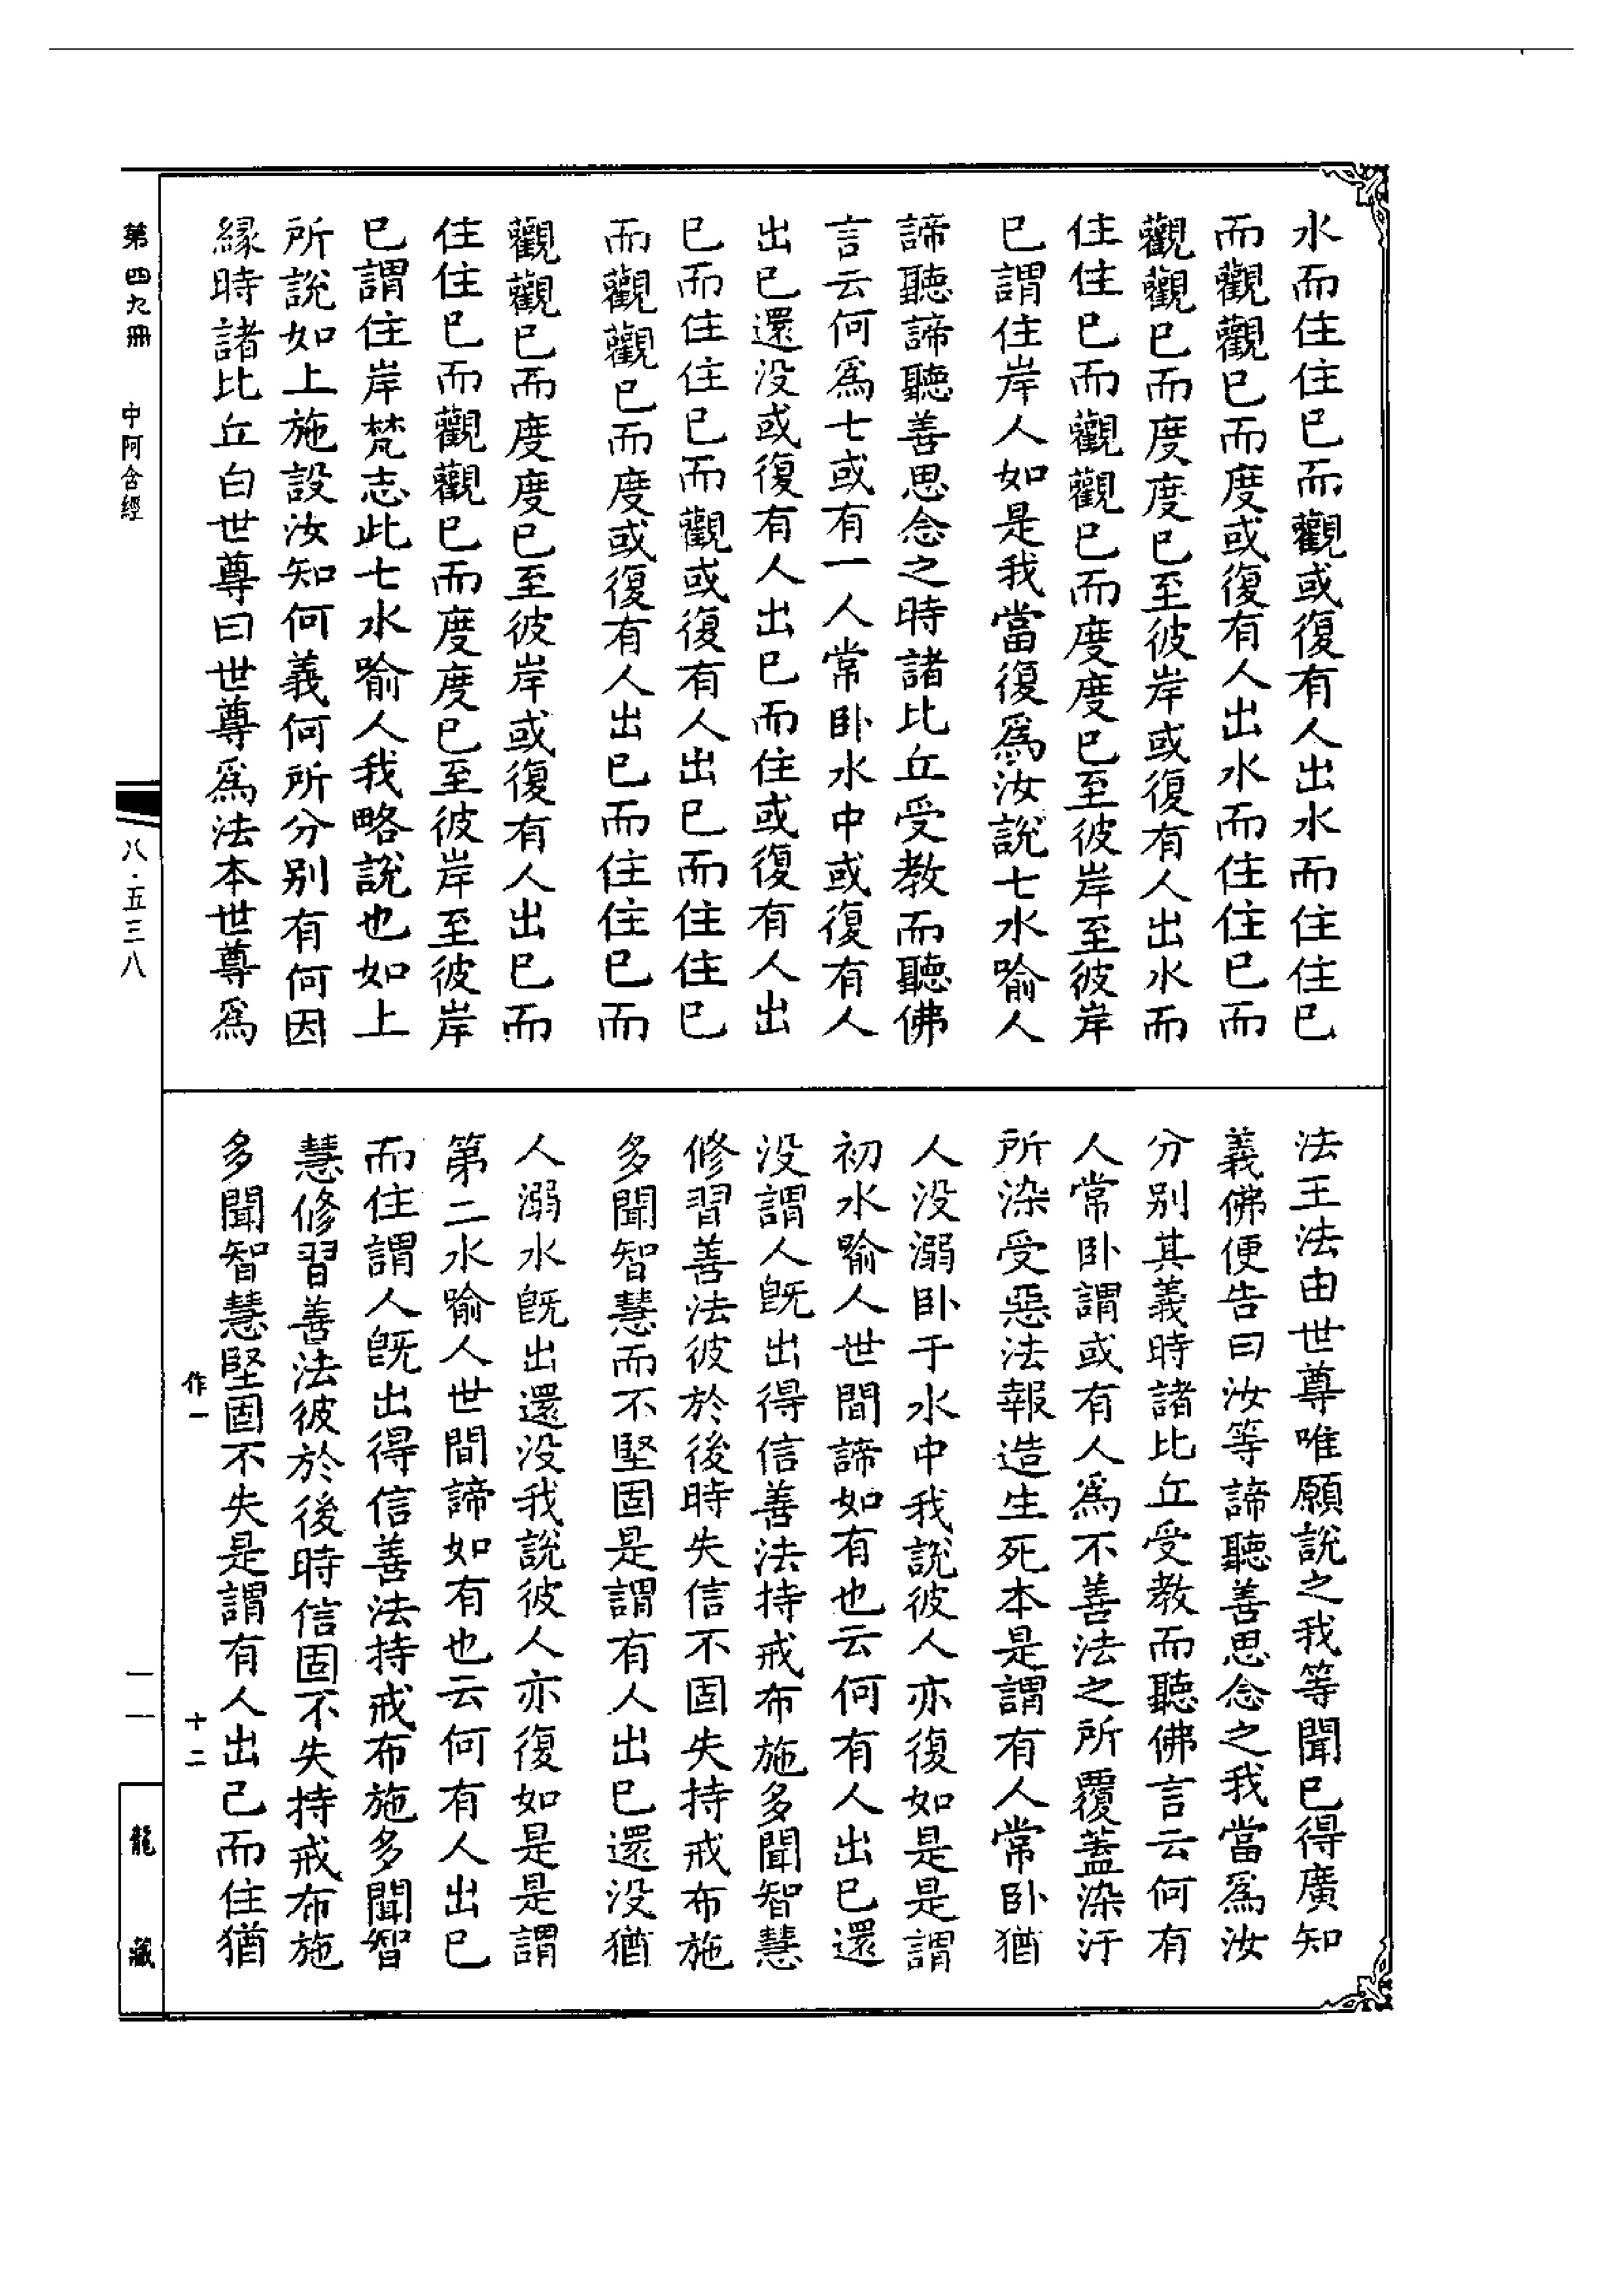 水而住住已而觀或復有人出水而住住已
而觀觀已而度或復有人出水而住住已而
觀觀已而度度已至彼岸或復有人出水而
住住已而觀觀已而度度已至彼岸至彼岸
已謂住岸人如是我當復爲汝說七水喻人
諦聽諦聽善思念之時諸比丘受教而聽佛
言云何爲七或有一人常卧水中或復有人
出已還没或復有人出已而住或復有人出
已而住住已而觀或復有人出已而住住已
而觀觀已而度或復有人出已而住住已而
觀觀已而度度已至彼岸或復有人出已而
住住已而觀觀已而度度已至彼岸至彼岸
已謂住岸梵志此七水喻人我略說也如上
所說如上施設汝知何義何所分别有何因
緣時諸比丘白世尊曰世尊爲法本世尊爲
法王法由世尊唯願說之我等聞已得廣知
義佛便告曰汝等諦聽善思念之我當爲汝
分别其義時諸比丘受教而聽佛言云何有
人常卧謂或有人爲不善法之所覆蓋染汙
所染受惡法報造生死本是謂有人常卧猶
人没溺卧于水中我說彼人亦復如是是謂
初水喻人世間諦如有也云何有人出已還
没謂人旣出得信善法持戒布施多聞智慧
修習善法彼於後時失信不固失持戒布施
多聞智慧而不堅固是謂有人出已還没猶
人溺水旣出還没我說彼人亦復如是是謂
第二水喻人世間諦如有也云何有人出已
而住謂人旣出得信善法持戒布施多聞智
慧修習善法彼於後時信固不失持戒布施
多聞智慧堅固不失是謂有人出已而住猶
作一 十二
第四九冊 中阿含經
八·五三八
一一
龍藏